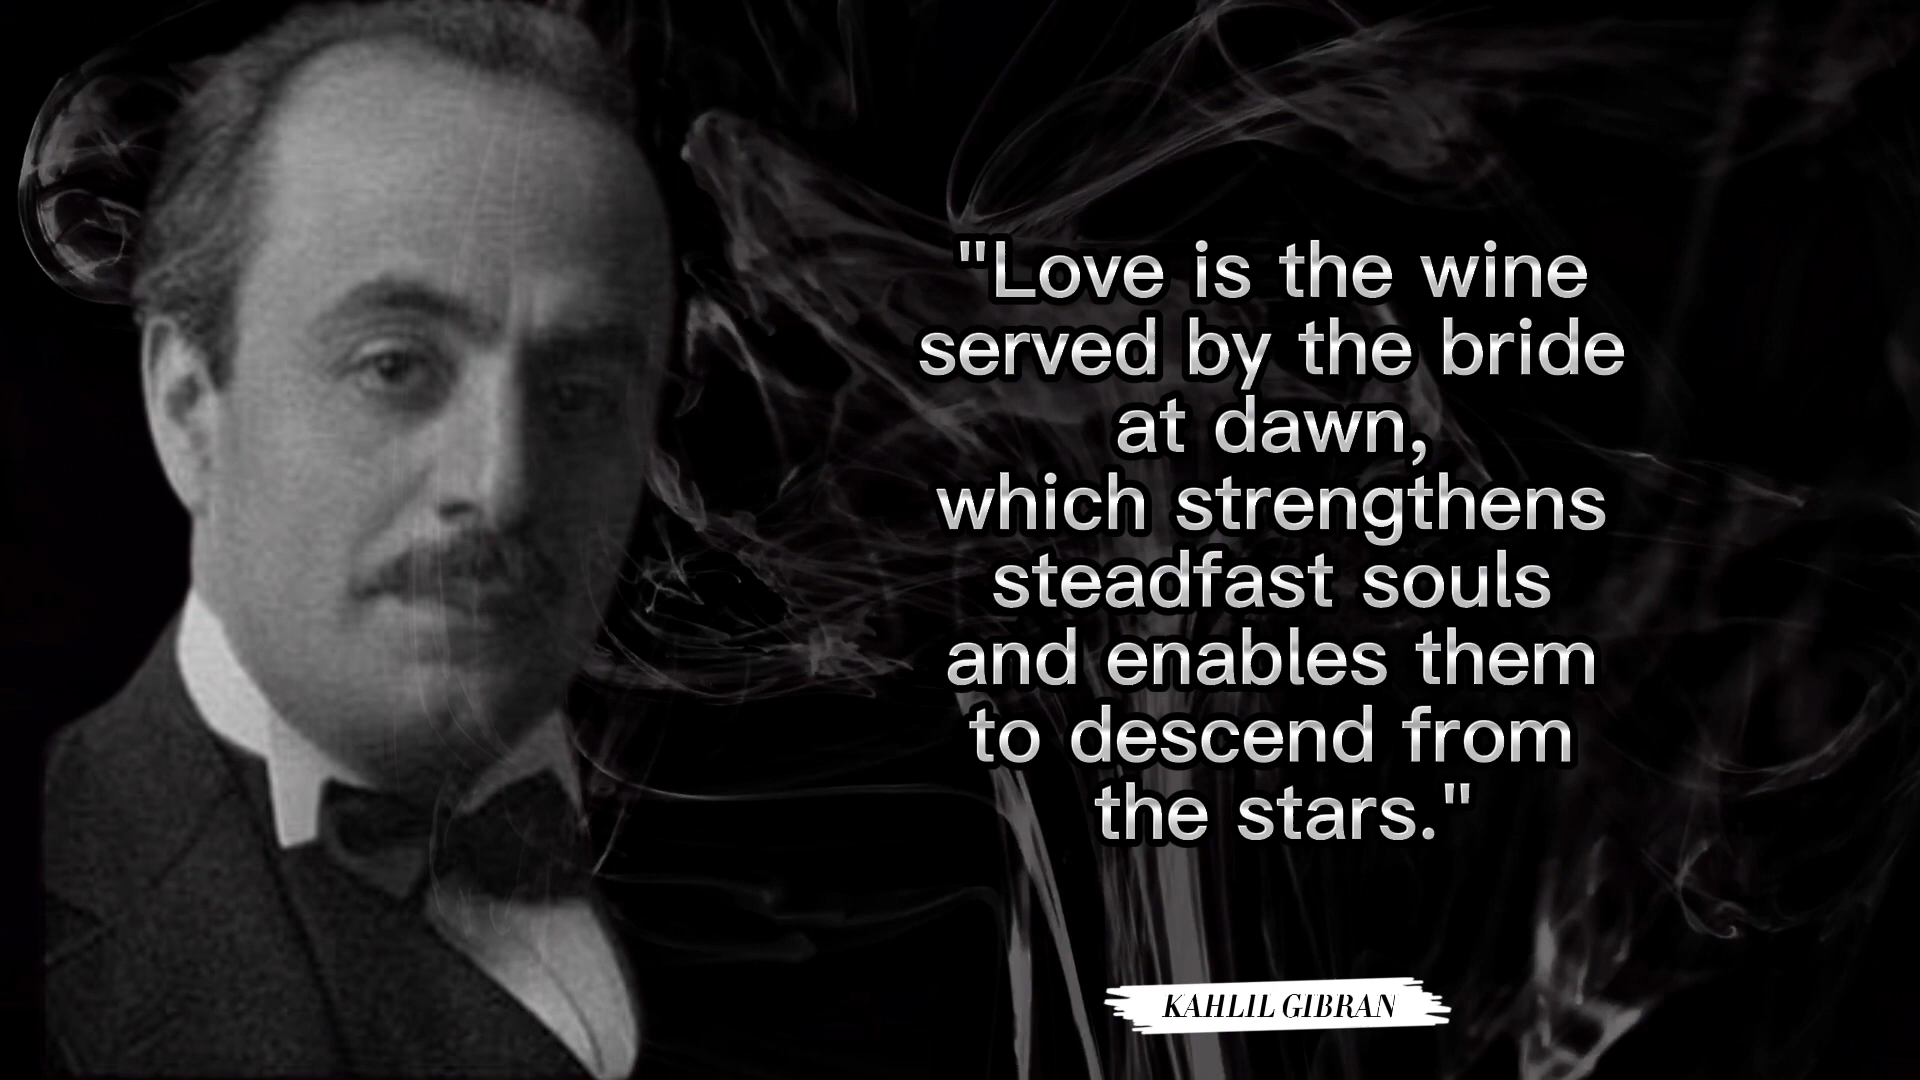 "Love is the wine
served by the bride
at dawn,
which strengthens
steadfast souls
and enables them
to descend from
the stars."
KAHLIL GIBRAN